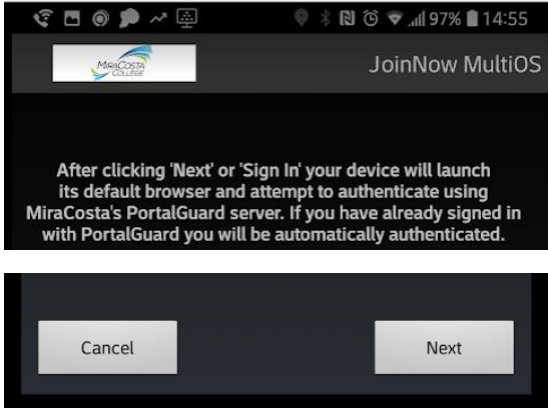 97% 14:55
MiraCosta
College
JoinNow MultiOS
After clicking 'Next' or 'Sign In' your device will launch
its default browser and attempt to authenticate using
MiraCosta's PortalGuard server. If you have already signed in
with PortalGuard you will be automatically authenticated.
Cancel
Next